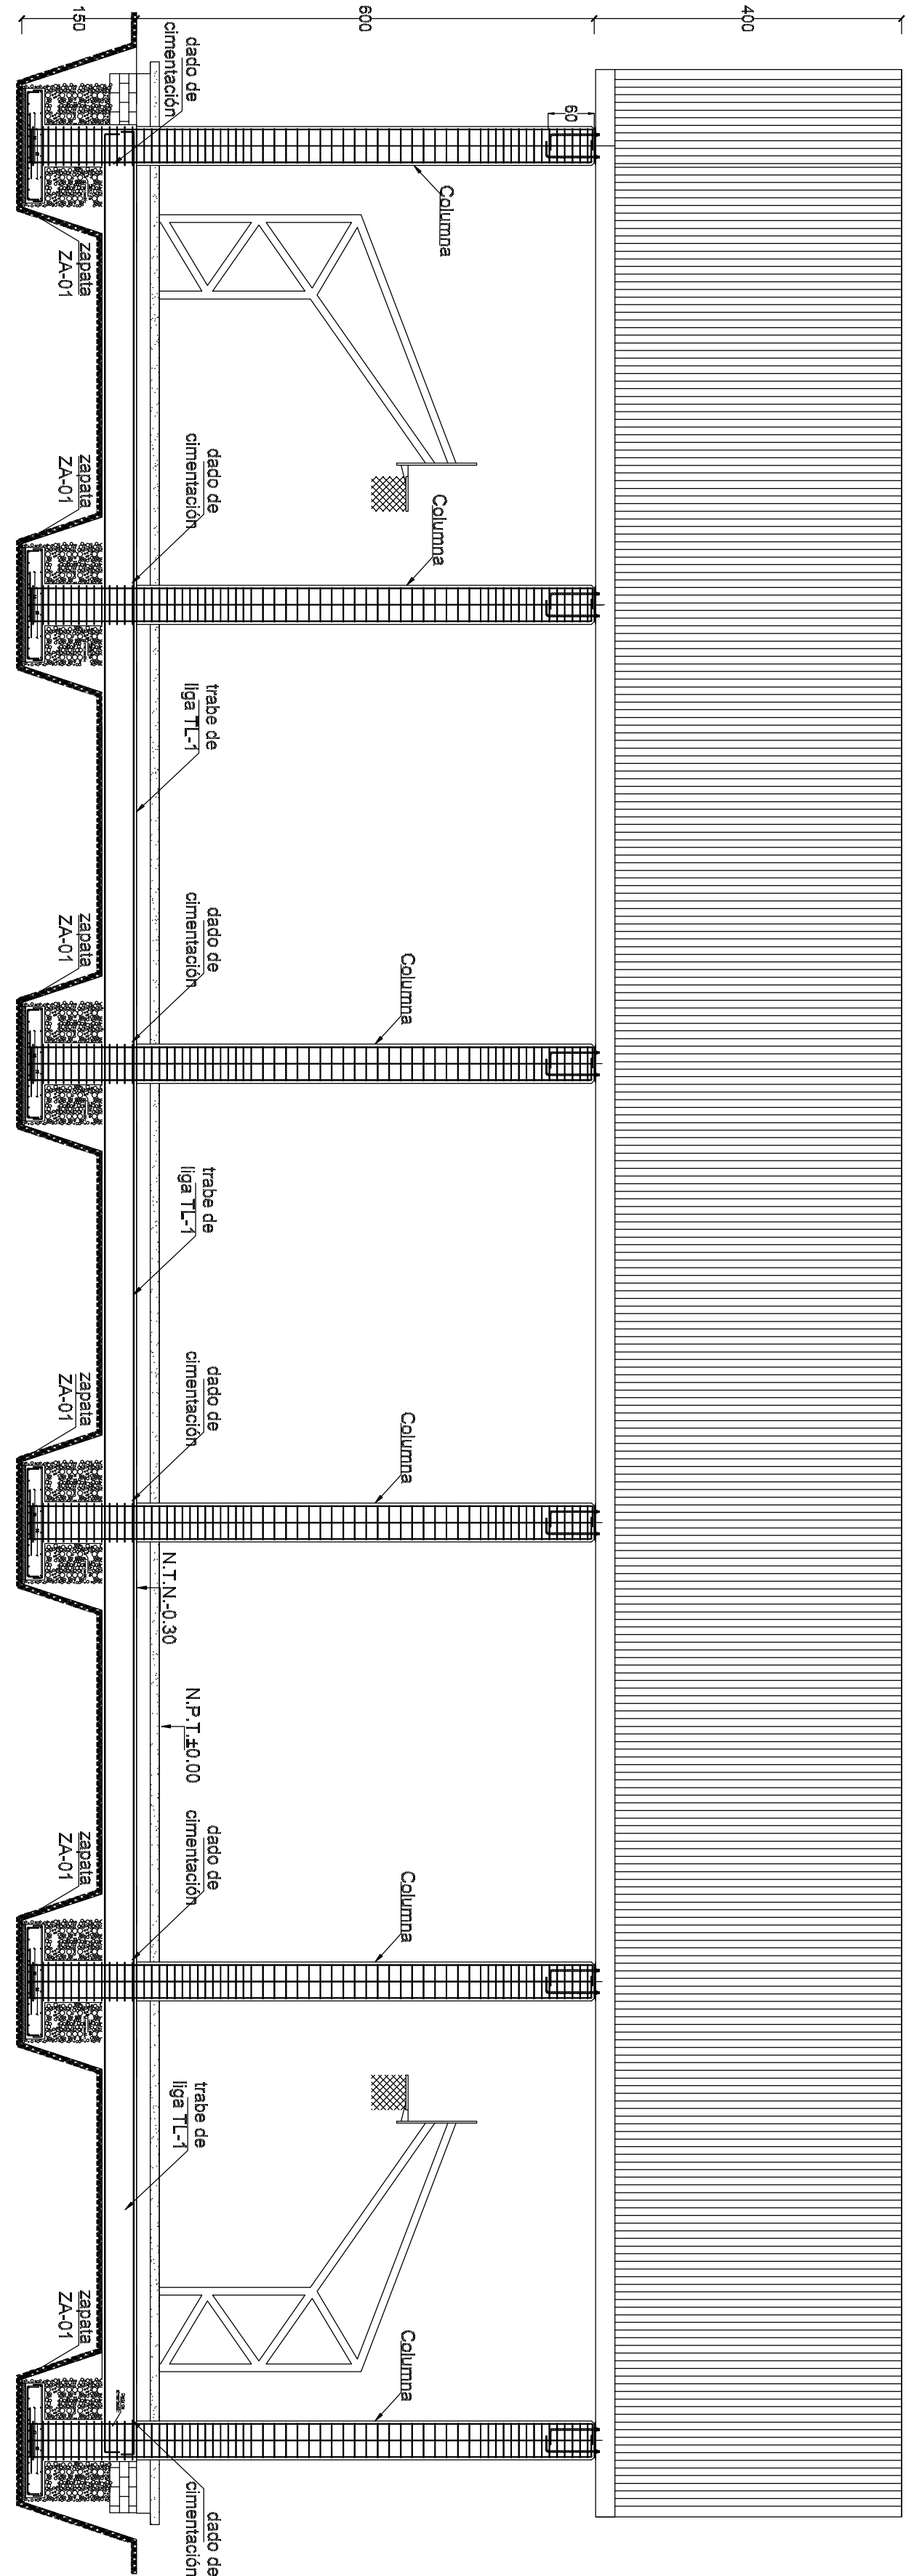 150
600
400
dado de
cimentación
60
Columna
zapata
ZA-01
zapata
ZA-01
dado de
cimentación
Columna
trabe de
liga TL-1
zapata
ZA-01
dado de
cimentación
Columna
trabe de
liga TL-1
zapata
ZA-01
dado de
cimentación
Columna
N.T.N.-0.30
N.P.T.±0.00
zapata
ZA-01
dado de
cimentación
Columna
trabe de
liga TL-1
zapata
ZA-01
Columna
dado de
cimentación